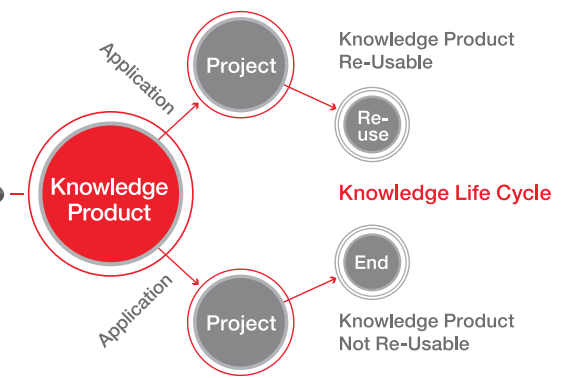 Application
Project
Knowledge Product
Re-Usable
Re-
use
Knowledge
Product
Knowledge Life Cycle
Application
Project
End
Knowledge Product
Not Re-Usable